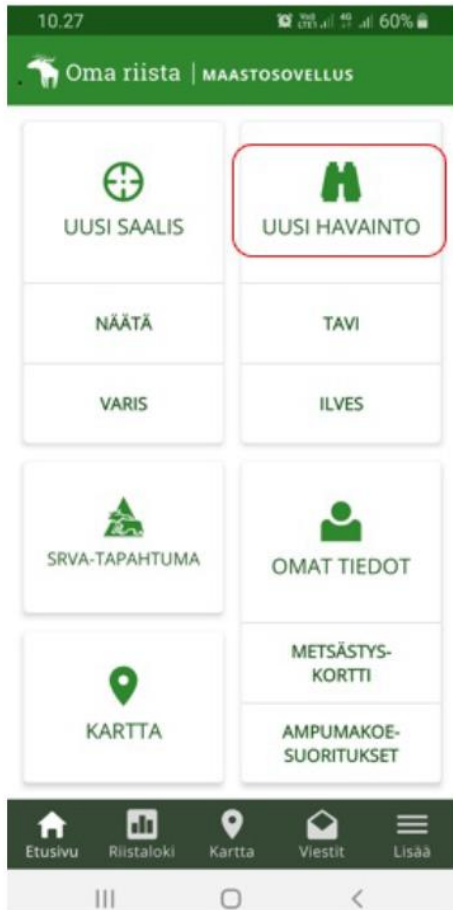 10.27
4G
60%
Oma riista | MAASTOSOVELLUS
UUSI SAALIS
NÄÄTÄ
VARIS
UUSI HAVAINTO
TAVI
ILVES
SRVA-TAPAHTUMA
KARTTA
OMAT TIEDOT
METSÄSTYS-
KORTTI
AMPUMAKOE-
SUORITUKSET
Etusivu
Riistaloki
Kartta
Viestit
Lisää